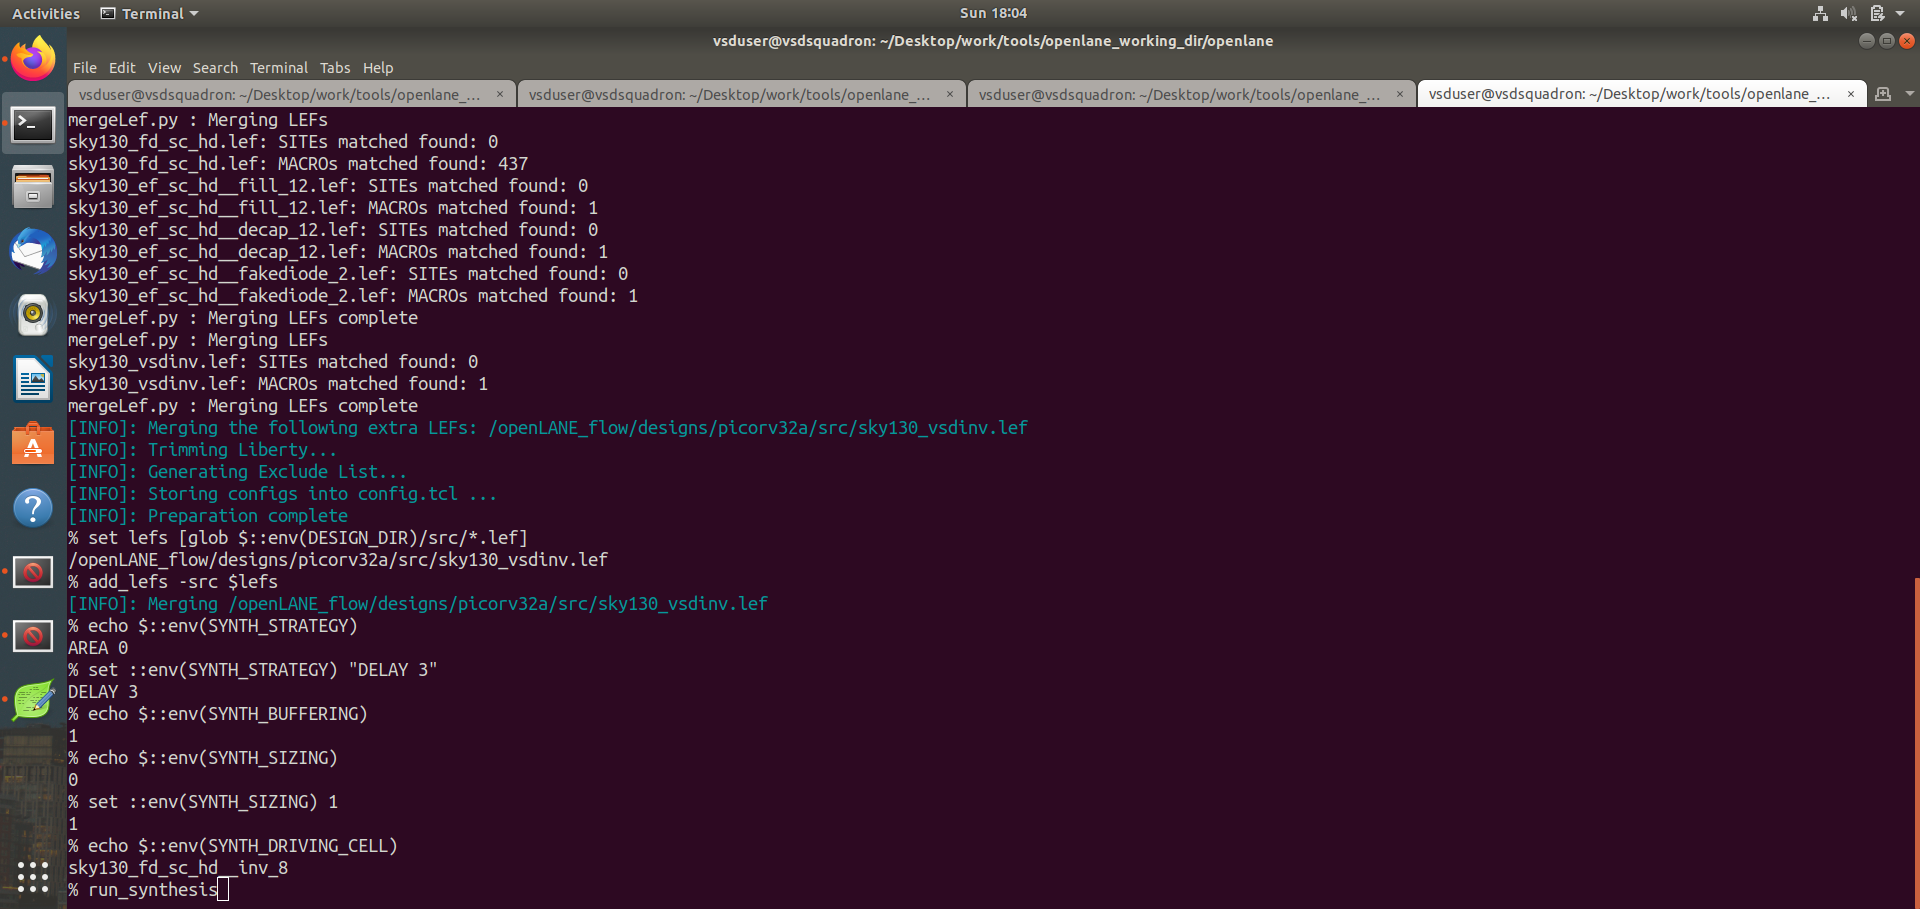 Activities Terminal Sun 18:04
vsduser@vsdsquadron: ~/Desktop/work/tools/openlane_working_dir/openlane
File Edit View Search Terminal Tabs Help
vsduser@vsdsquadron: ~/Desktop/work/tools/openlane_... × vsduser@vsdsquadron: ~/Desktop/work/tools/openlane_... × vsduser@vsdsquadron: ~/Desktop/work/tools/openlane_... × vsduser@vsdsquadron: ~/Desktop/work/tools/openlane_... ×
mergeLef.py : Merging LEFs
sky130_fd_sc_hd.lef: SITEs matched found: 0
sky130_fd_sc_hd.lef: MACROs matched found: 437
sky130_ef_sc_hd__fill_12.lef: SITEs matched found: 0
sky130_ef_sc_hd__fill_12.lef: MACROs matched found: 1
sky130_ef_sc_hd__decap_12.lef: SITEs matched found: 0
sky130_ef_sc_hd__decap_12.lef: MACROs matched found: 1
sky130_ef_sc_hd__fakediode_2.lef: SITEs matched found: 0
sky130_ef_sc_hd__fakediode_2.lef: MACROs matched found: 1
mergeLef.py : Merging LEFs complete
mergeLef.py : Merging LEFs
sky130_vsdinv.lef: SITEs matched found: 0
sky130_vsdinv.lef: MACROs matched found: 1
mergeLef.py : Merging LEFs complete
[INFO]: Merging the following extra LEFs: /openLANE_flow/designs/picorv32a/src/sky130_vsdinv.lef
[INFO]: Trimming Liberty...
[INFO]: Generating Exclude List...
[INFO]: Storing configs into config.tcl ...
[INFO]: Preparation complete
% set lefs [glob $::env(DESIGN_DIR)/src/*.lef]
/openLANE_flow/designs/picorv32a/src/sky130_vsdinv.lef
% add_lefs -src $lefs
[INFO]: Merging /openLANE_flow/designs/picorv32a/src/sky130_vsdinv.lef
% echo $::env(SYNTH_STRATEGY)
AREA 0
% set ::env(SYNTH_STRATEGY) "DELAY 3"
DELAY 3
% echo $::env(SYNTH_BUFFERING)
1
% echo $::env(SYNTH_SIZING)
0
% set ::env(SYNTH_SIZING) 1
1
% echo $::env(SYNTH_DRIVING_CELL)
sky130_fd_sc_hd__inv_8
% run_synthesis